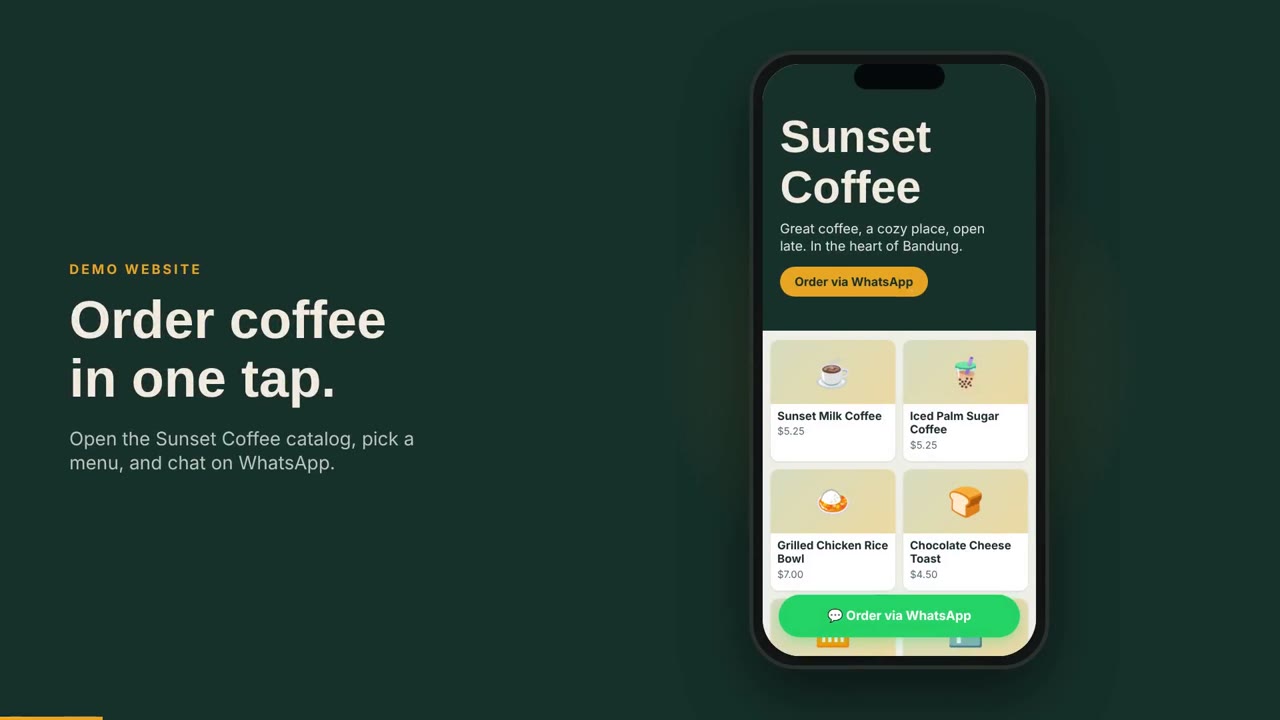 DEMO WEBSITE
Order coffee
in one tap.
Open the Sunset Coffee catalog, pick a
menu, and chat on WhatsApp.
Sunset
Coffee
Great coffee, a cozy place, open
late. In the heart of Bandung.
Order via WhatsApp
Sunset Milk Coffee
$5.25
Iced Palm Sugar
Coffee
$5.25
Grilled Chicken Rice
Bowl
$7.00
Chocolate Cheese
Toast
$4.50
💬 Order via WhatsApp